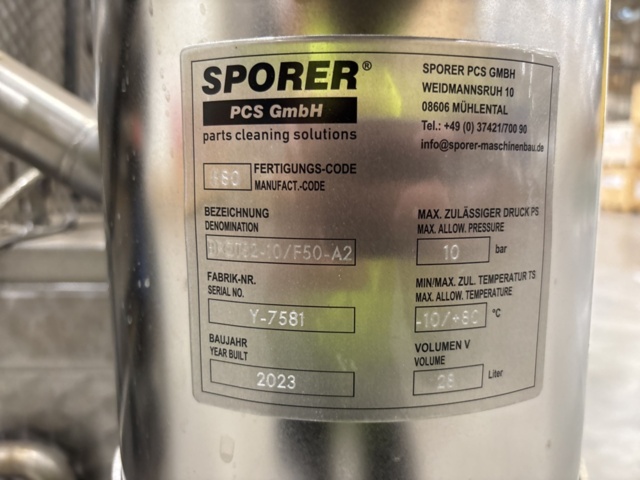 SPORER®
PCS GmbH
parts cleaning solutions
SPORER PCS GMBH
WEIDMANNSRUH 10
08606 MÜHLENTAL
Tel.: +49 (0) 37421/700 90
info@sporer-maschinenbau.de
FERTIGUNGS-CODE
MANUFACT.-CODE
BEZEICHNUNG
DENOMINATION
FABRIK-NR.
SERIAL NO.
Y-7581
BAUJAHR
YEAR BUILT
2023
MAX. ZULÄSSIGER DRUCK PS
MAX. ALLOW. PRESSURE
10 bar
MIN/MAX. ZUL. TEMPERATUR TS
MAX. ALLOW. TEMPERATURE
°C
VOLUMEN V
VOLUME
Liter